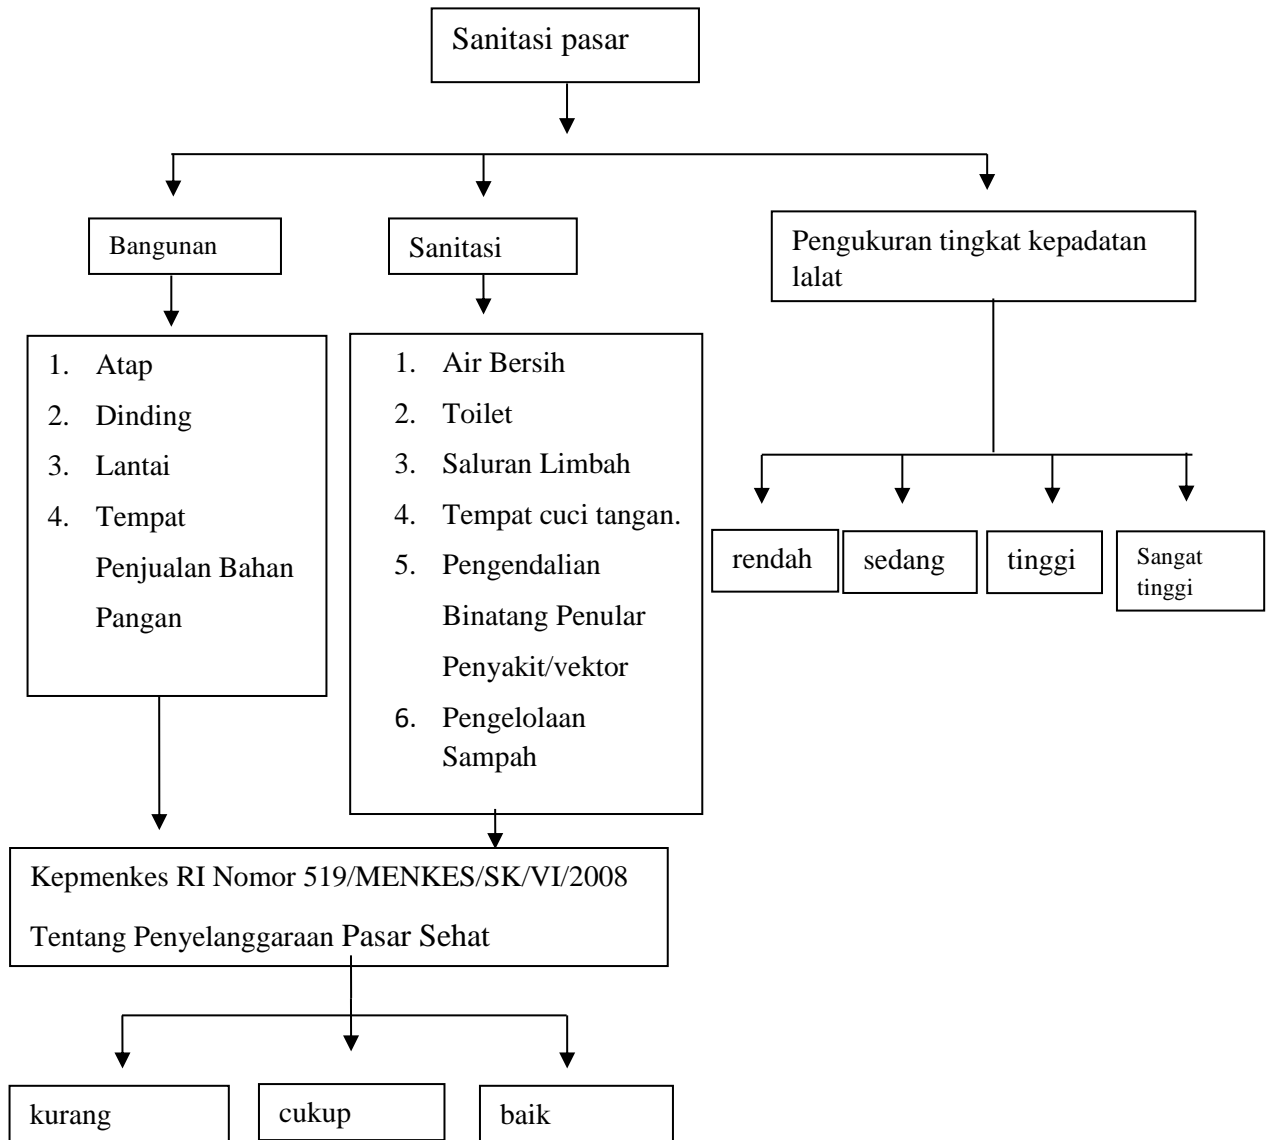 Sanitasi pasar
Bangunan
Sanitasi
Pengukuran tingkat kepadatan
lalat
1. Atap
2. Dinding
3. Lantai
4. Tempat
Penjualan Bahan
Pangan
1. Air Bersih
2. Toilet
3. Saluran Limbah
4. Tempat cuci tangan.
5. Pengendalian
Binatang Penular
Penyakit/vektor
6. Pengelolaan
Sampah
rendah
sedang
tinggi
Sangat
tinggi
Kepmenkes RI Nomor 519/MENKES/SK/VI/2008
Tentang Penyelanggaraan Pasar Sehat
kurang
cukup
baik